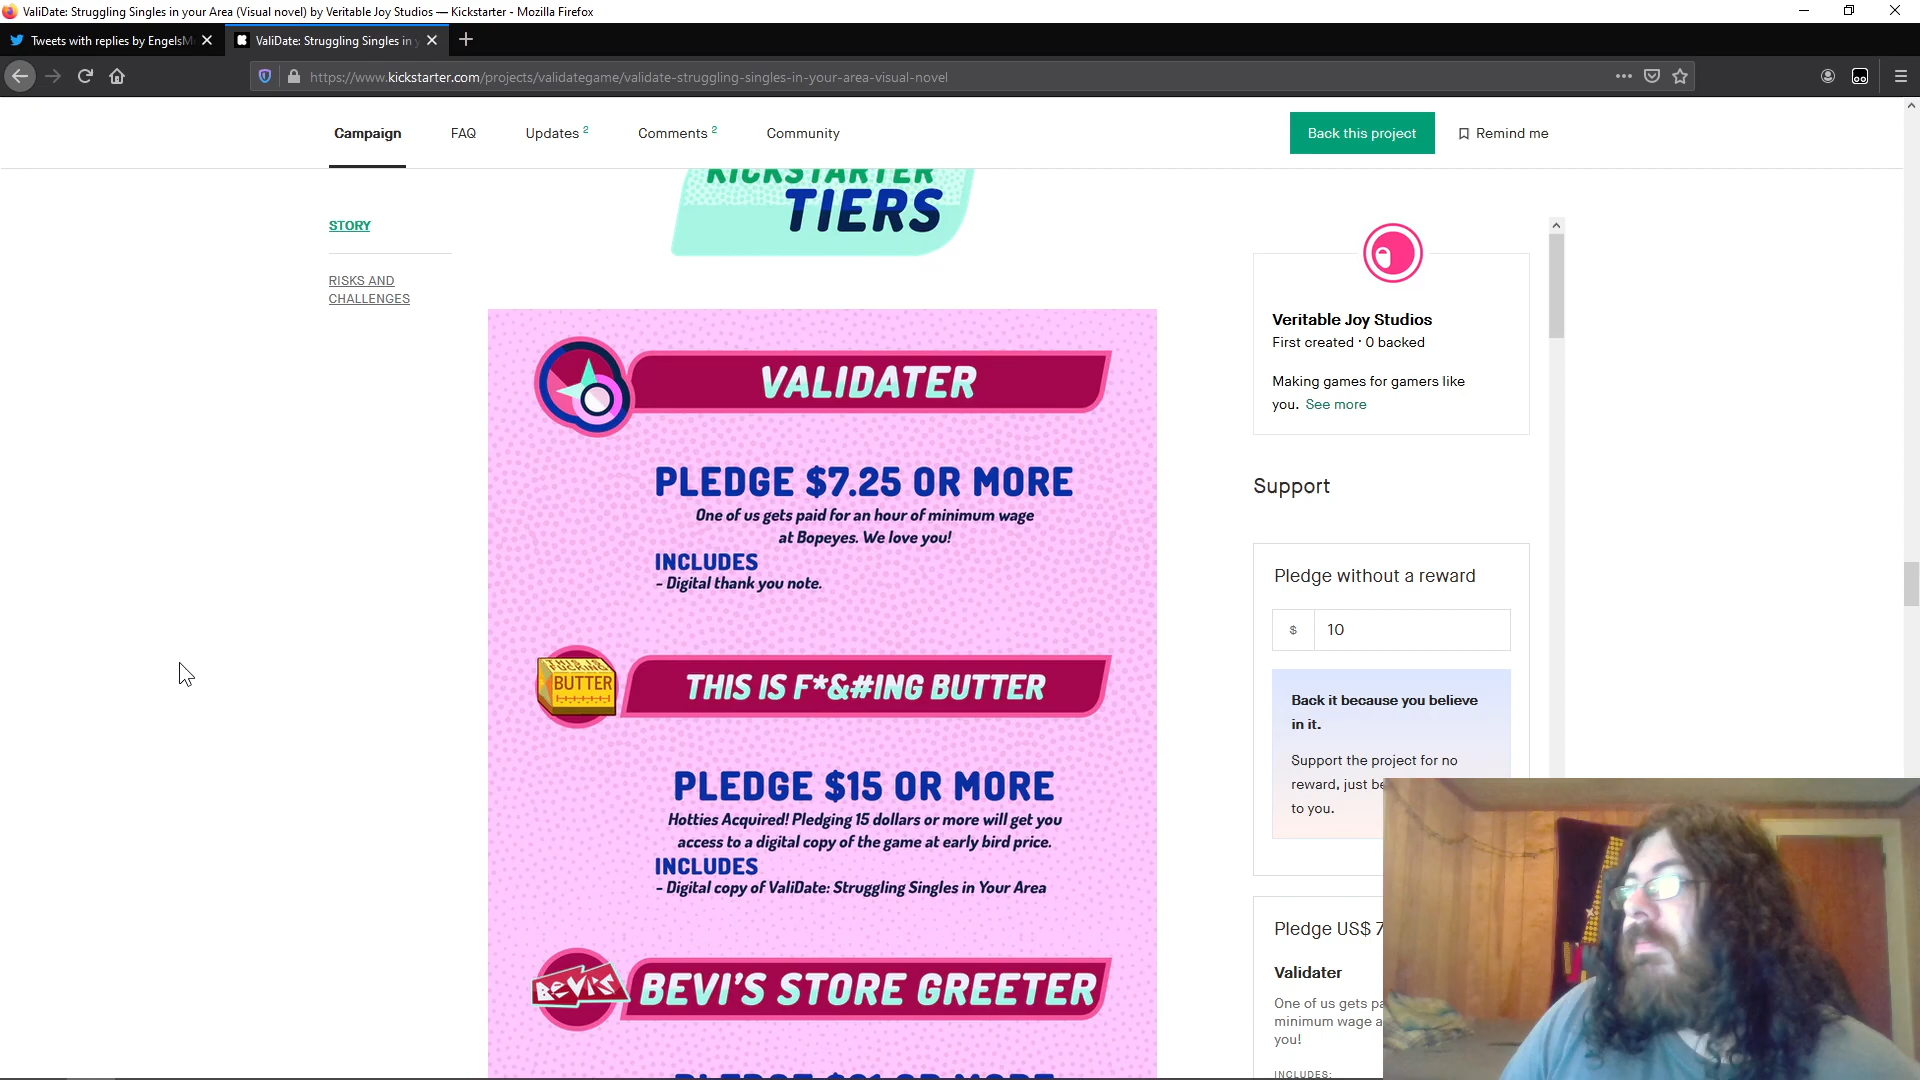 ValiDate: Struggling Singles in your Area (Visual novel) by Veritable Joy Studios — Kickstarter - Mozilla Firefox
Tweets with replies by EngelsM
ValiDate: Struggling Singles in y
https://www.kickstarter.com/projects/validategame/validate-struggling-singles-in-your-area-visual-novel
Campaign
FAQ
Updates 2
Comments 2
Community
Back this project
Remind me
STORY
RISKS AND
CHALLENGES
KICKSTARTER
TIERS
VALIDATER
PLEDGE $7.25 OR MORE
One of us gets paid for an hour of minimum wage
at Bopeyes. We love you!
INCLUDES
- Digital thank you note.
BUTTER
THIS IS F*&#ING BUTTER
PLEDGE $15 OR MORE
Hotties Acquired! Pledging 15 dollars or more will get you
access to a digital copy of the game at early bird price.
INCLUDES
- Digital copy of ValiDate: Struggling Singles in Your Area
BEVI'S
BEVI'S STORE GREETER
Veritable Joy Studios
First created · 0 backed
Making games for gamers like
you. See more
Support
Pledge without a reward
$ 10
Back it because you believe
in it.
Support the project for no
reward, just be
to you.
Pledge US$ 7
Validater
One of us gets pa
minimum wage a
you!
INCLUDES: